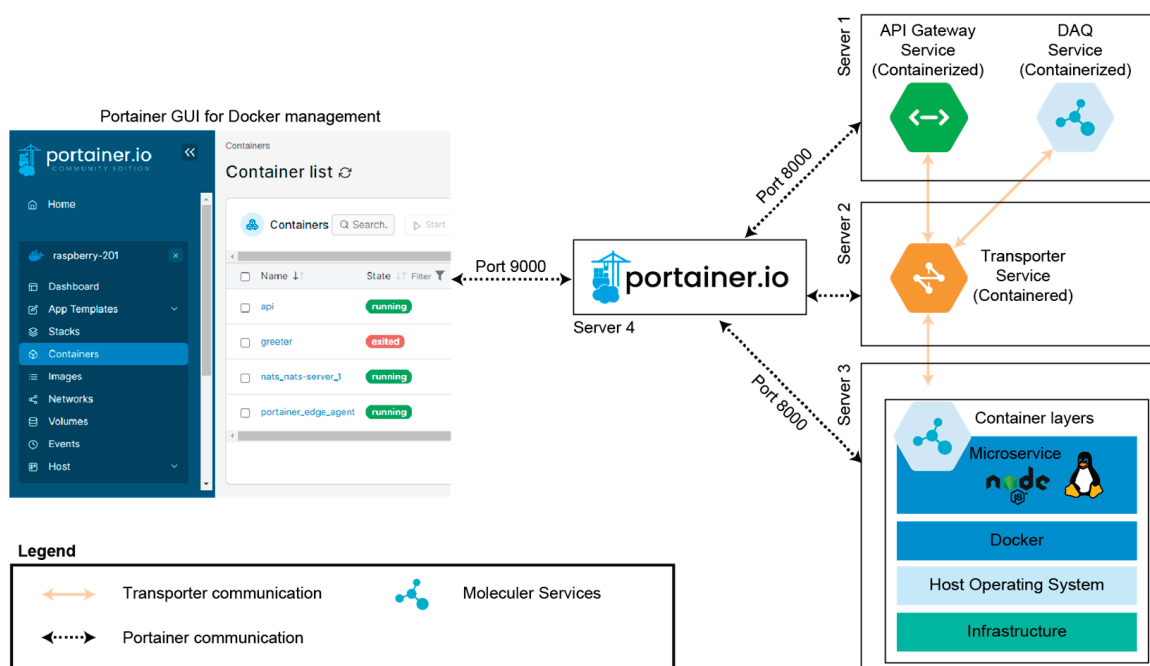 Portainer GUI for Docker management
portainer.io
COMMUNITY EDITION
Home
raspberry-201
Dashboard
App Templates
Stacks
Containers
Images
Networks
Volumes
Events
Host
Containers
Container list
Containers
Search.
Start
Name
State
Filter
api
running
greeter
exited
nats_nats-server_1
running
portainer_edge_agent
running
Port 9000
portainer.io
Server 4
Port 8000
Port 8000
Server 1
API Gateway
Service
(Containerized)
DAQ
Service
(Containerized)
Server 2
Transporter
Service
(Containered)
Server 3
Container layers
Microservice
node
JS
Docker
Host Operating System
Infrastructure
Legend
Transporter communication
Moleculer Services
Portainer communication